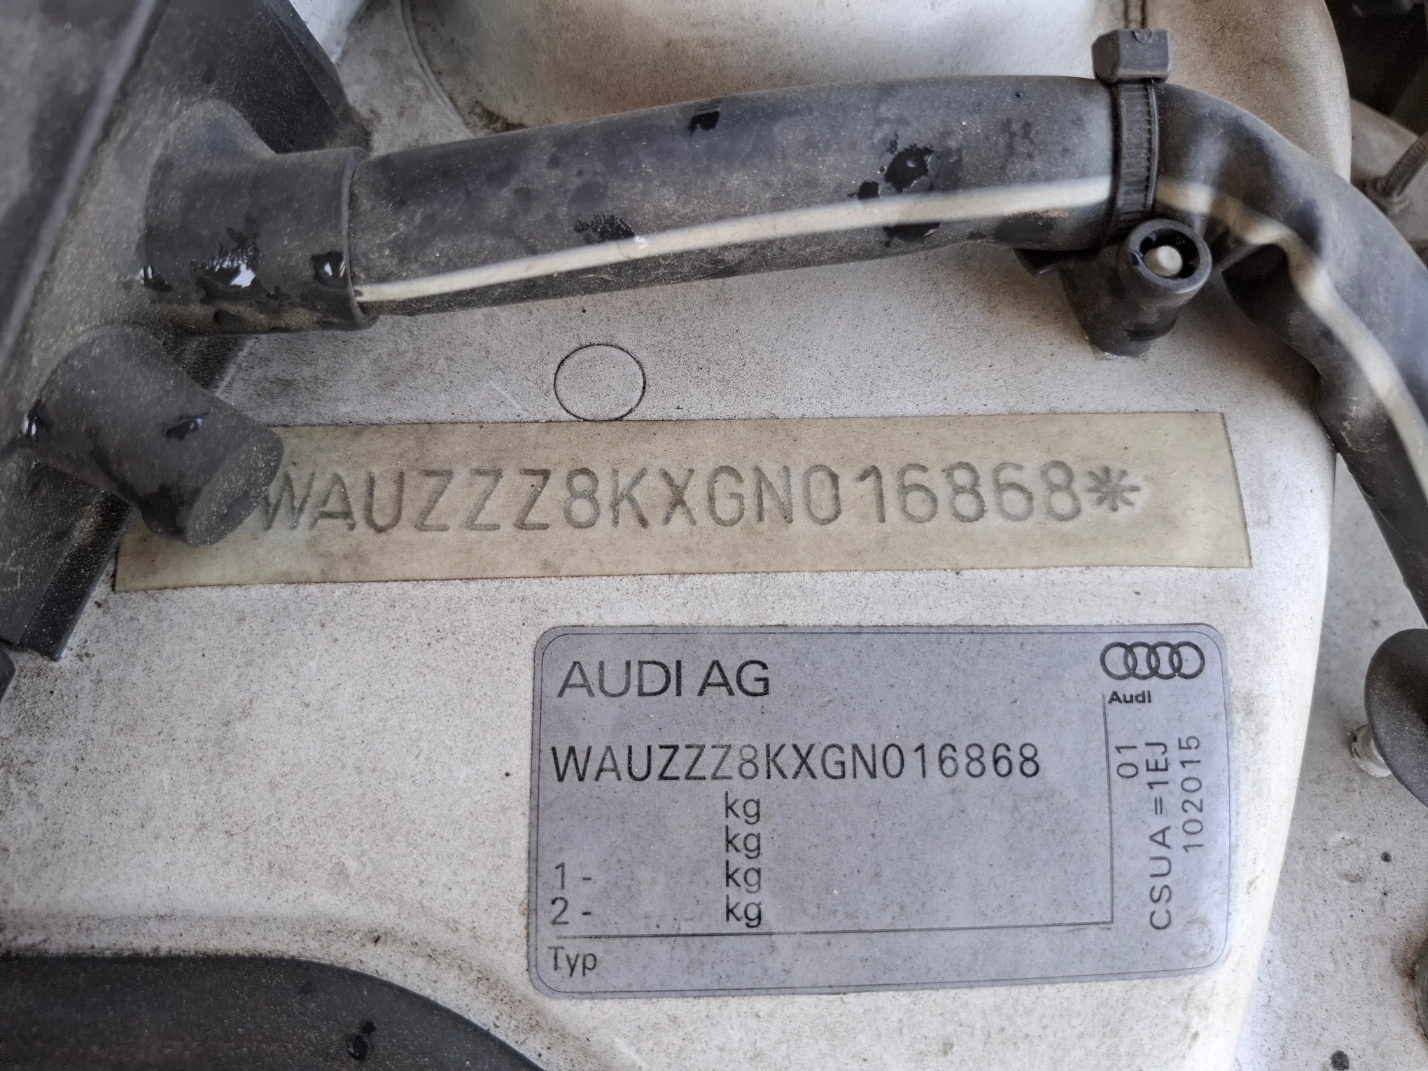 WAUZZZ8KXGN016868*
AUDI AG
Audi
WAUZZZ8KXGN016868
kg
kg
1 - kg
2 - kg
Typ
01
CSUA =1EJ
102015